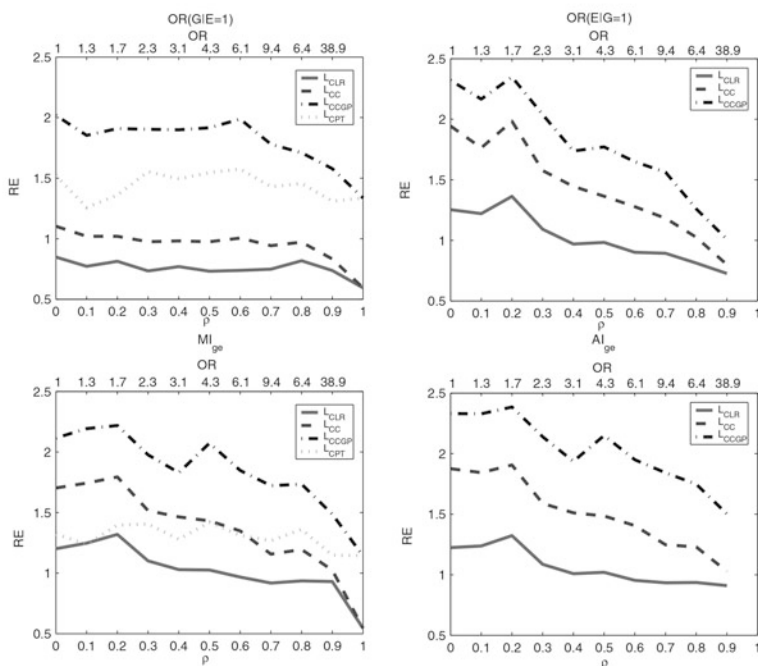 OR(G|E=1)
OR
1 1.3 1.7 2.3 3.1 4.3 6.1 9.4 6.4 38.9
2.5
2
1.5
1
0.5
RE
L_CLR
L_CC
L_CCGP
L_CPT
0 0.1 0.2 0.3 0.4 0.5 0.6 0.7 0.8 0.9 1
ρ
OR(E|G=1)
OR
1 1.3 1.7 2.3 3.1 4.3 6.1 9.4 6.4 38.9
2.5
2
1.5
1
0.5
RE
L_CLR
L_CC
L_CCGP
0 0.1 0.2 0.3 0.4 0.5 0.6 0.7 0.8 0.9 1
ρ
MI_ge
OR
1 1.3 1.7 2.3 3.1 4.3 6.1 9.4 6.4 38.9
2.5
2
1.5
1
0.5
RE
L_CLR
L_CC
L_CCGP
L_CPT
0 0.1 0.2 0.3 0.4 0.5 0.6 0.7 0.8 0.9 1
ρ
AI_ge
OR
1 1.3 1.7 2.3 3.1 4.3 6.1 9.4 6.4 38.9
2.5
2
1.5
1
0.5
RE
L_CLR
L_CC
L_CCGP
0 0.1 0.2 0.3 0.4 0.5 0.6 0.7 0.8 0.9 1
ρ